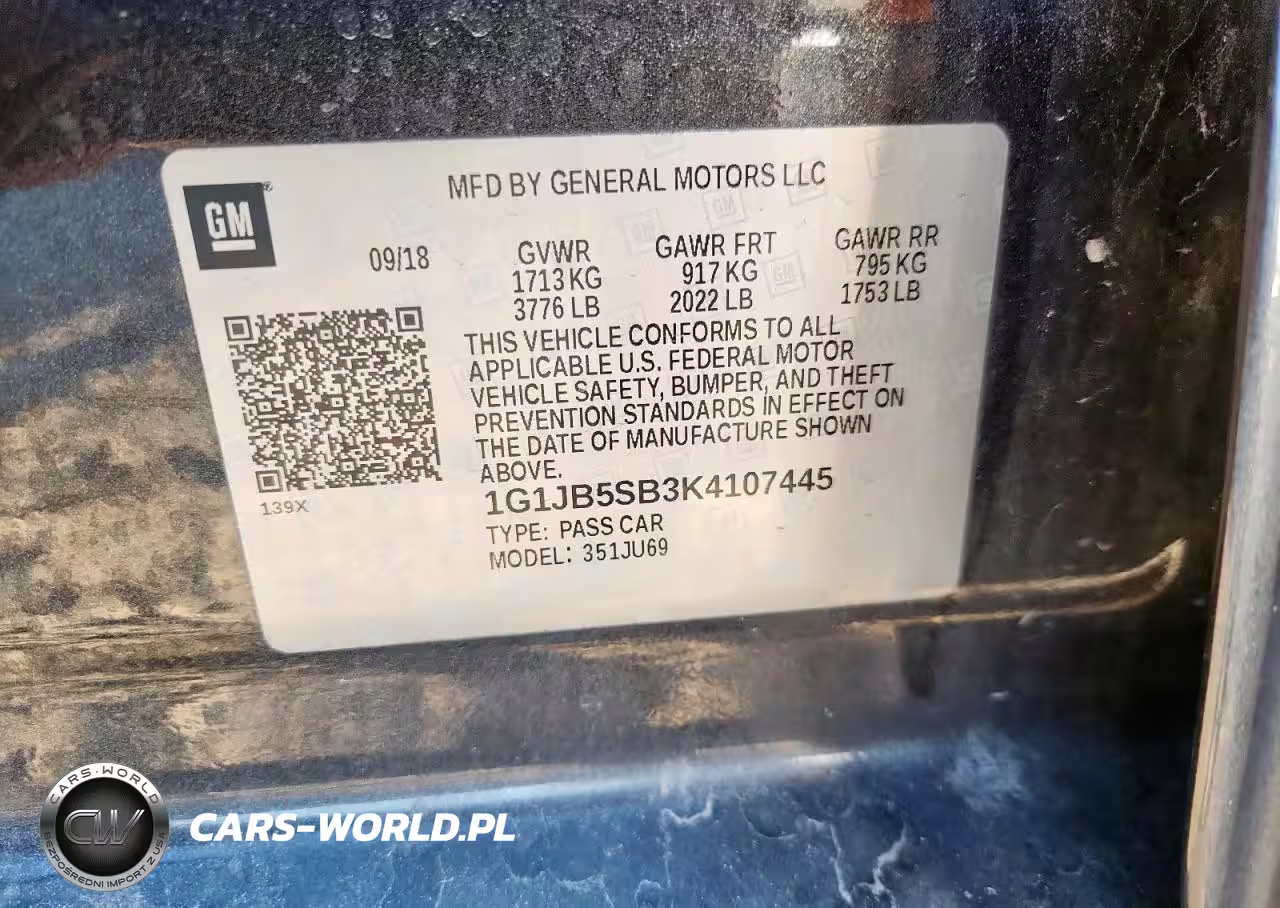 MFD BY GENERAL MOTORS LLC
GM
09/18
GVWR
1713 KG
3776 LB
GAWR FRT
917 KG
2022 LB
GAWR RR
795 KG
1753 LB
THIS VEHICLE CONFORMS TO ALL
APPLICABLE U.S. FEDERAL MOTOR
VEHICLE SAFETY, BUMPER, AND THEFT
PREVENTION STANDARDS IN EFFECT ON
THE DATE OF MANUFACTURE SHOWN
ABOVE.
139X
1G1JB5SB3K4107445
TYPE: PASS CAR
MODEL: 351JU69
CARS-WORLD
CW
BEZPOŚREDNI IMPORT Z USA
CARS-WORLD.PL